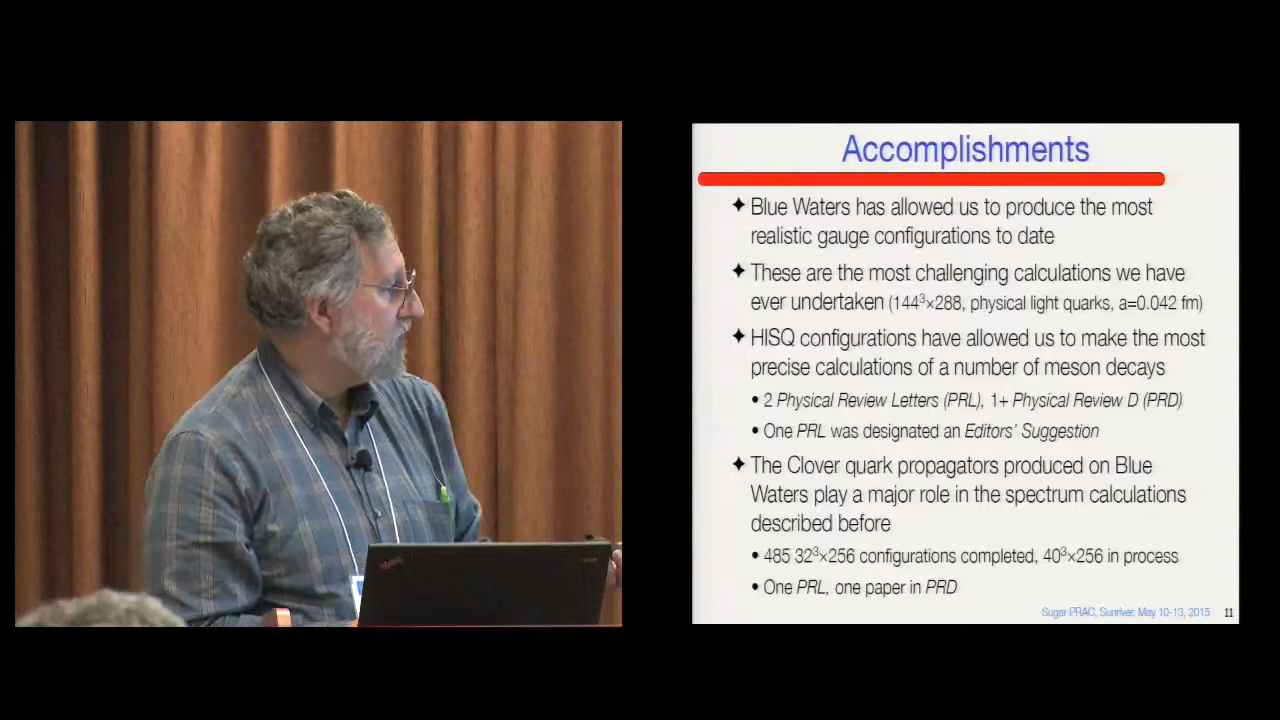 Accomplishments
✦ Blue Waters has allowed us to produce the most
realistic gauge configurations to date
✦ These are the most challenging calculations we have
ever undertaken (144³×288, physical light quarks, a=0.042 fm)
✦ HISQ configurations have allowed us to make the most
precise calculations of a number of meson decays
• 2 Physical Review Letters (PRL), 1+ Physical Review D (PRD)
• One PRL was designated an Editors' Suggestion
✦ The Clover quark propagators produced on Blue
Waters play a major role in the spectrum calculations
described before
• 485 32³×256 configurations completed, 40³×256 in process
• One PRL, one paper in PRD
Sugar PRAC, Sunriver, May 10-13, 2015 11